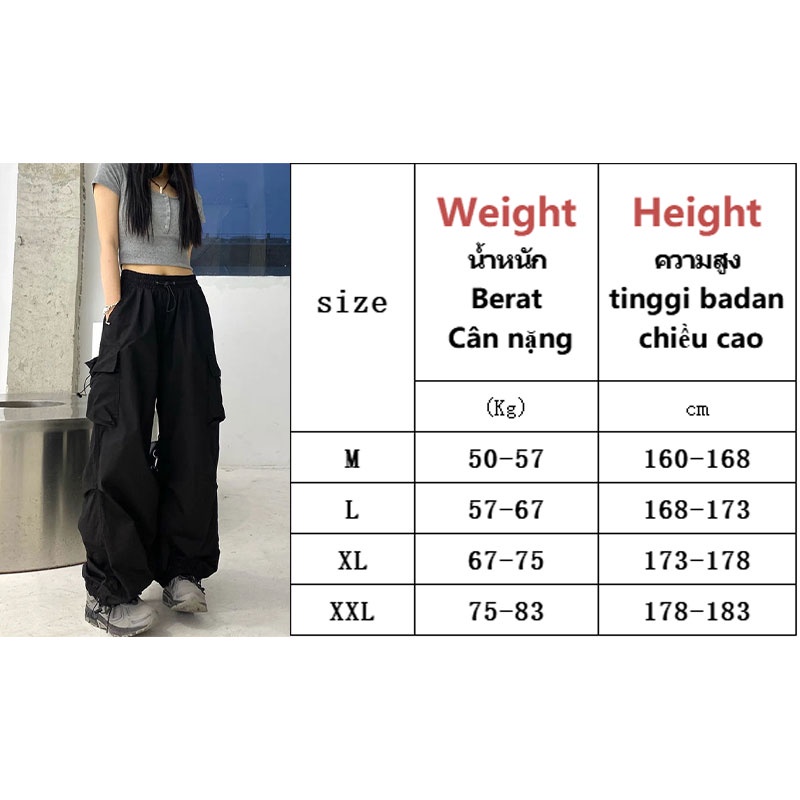 size
Weight
น้ำหนัก
Berat
Cân nặng
Height
ความสูง
tinggi badan
chiều cao
(Kg)
cm
M
50-57
160-168
L
57-67
168-173
XL
67-75
173-178
XXL
75-83
178-183